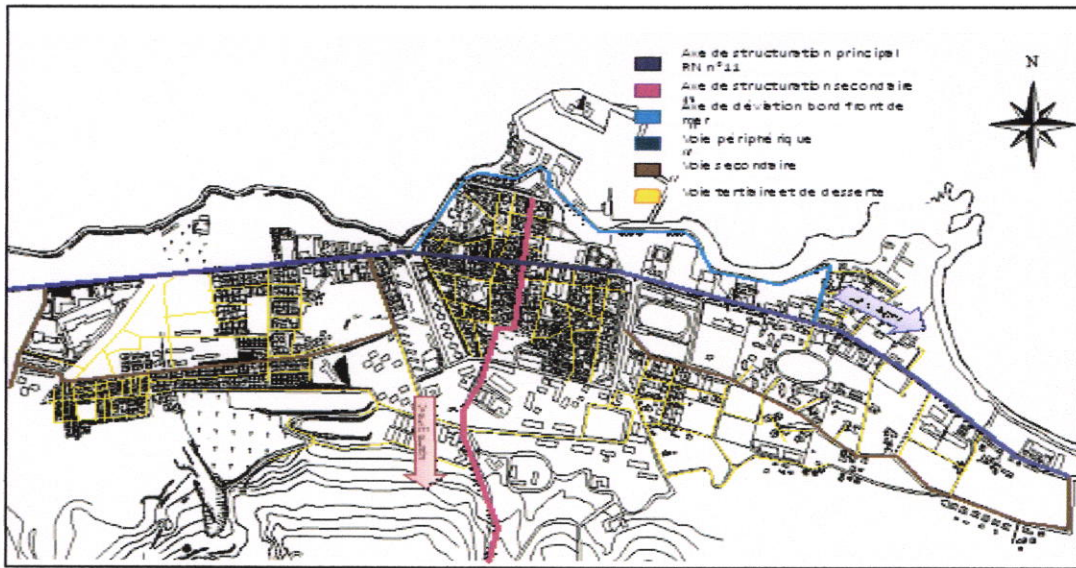 Axe de structuration principal
RN n°11
Axe de structuration secondaire
Axe de déviation bord front de
mer
Voie périphérique
Voie secondaire
Voie tertiaire et de desserte
N